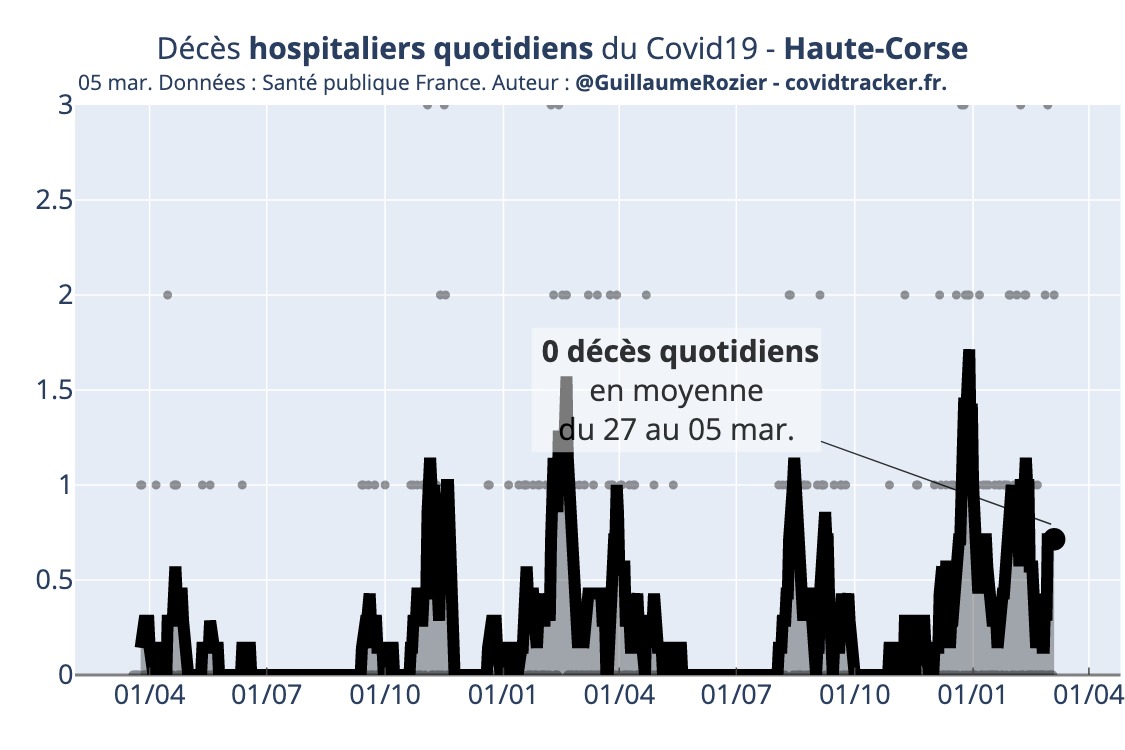 Décès hospitaliers quotidiens du Covid19 - Haute-Corse
05 mar. Données : Santé publique France. Auteur : @GuillaumeRozier - covidtracker.fr.
3
2.5
2
0 décès quotidiens
1.5
en moyenne
du 27 au 05 mar.
1
0.5
0
01/04 01/07 01/10 01/01 01/04 01/07 01/10 01/01 01/04